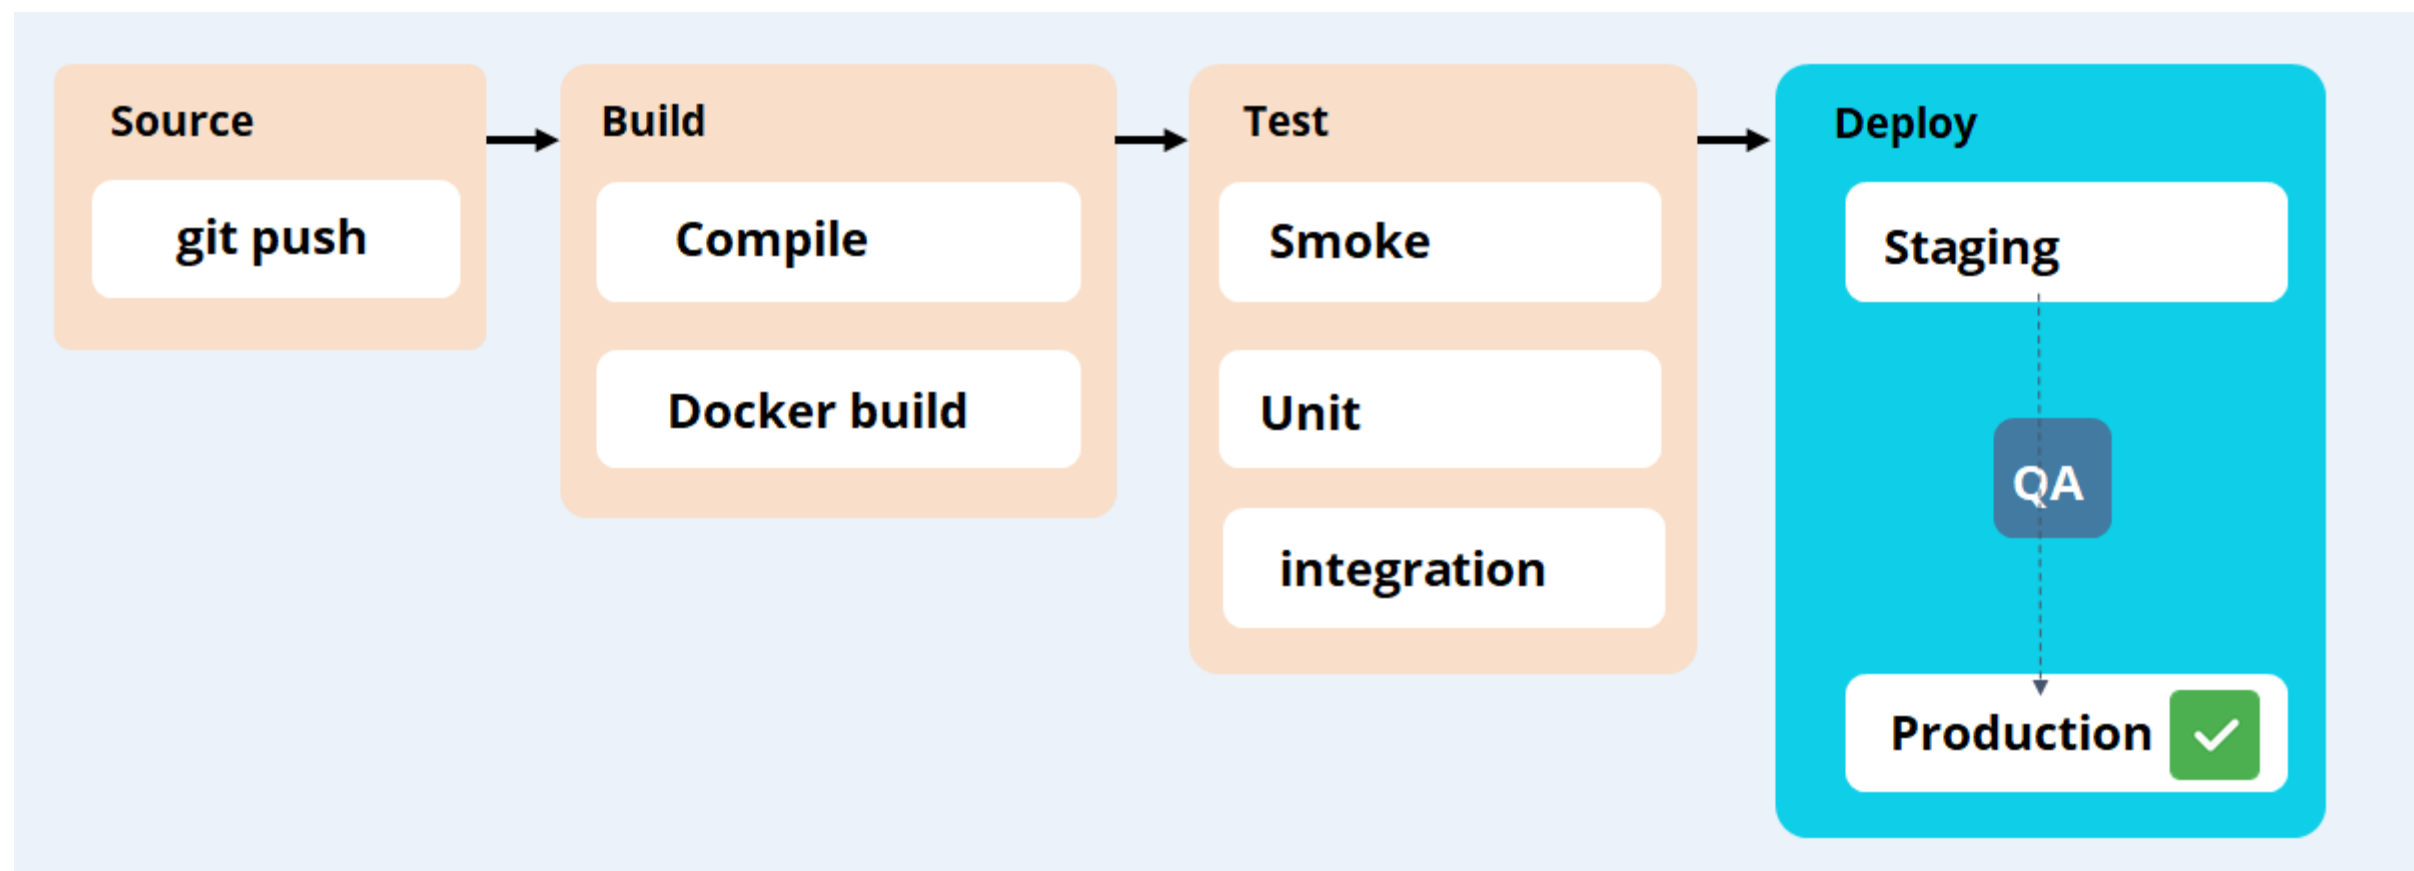 Source
git push
Build
Compile
Docker build
Test
Smoke
Unit
integration
Deploy
Staging
QA
Production